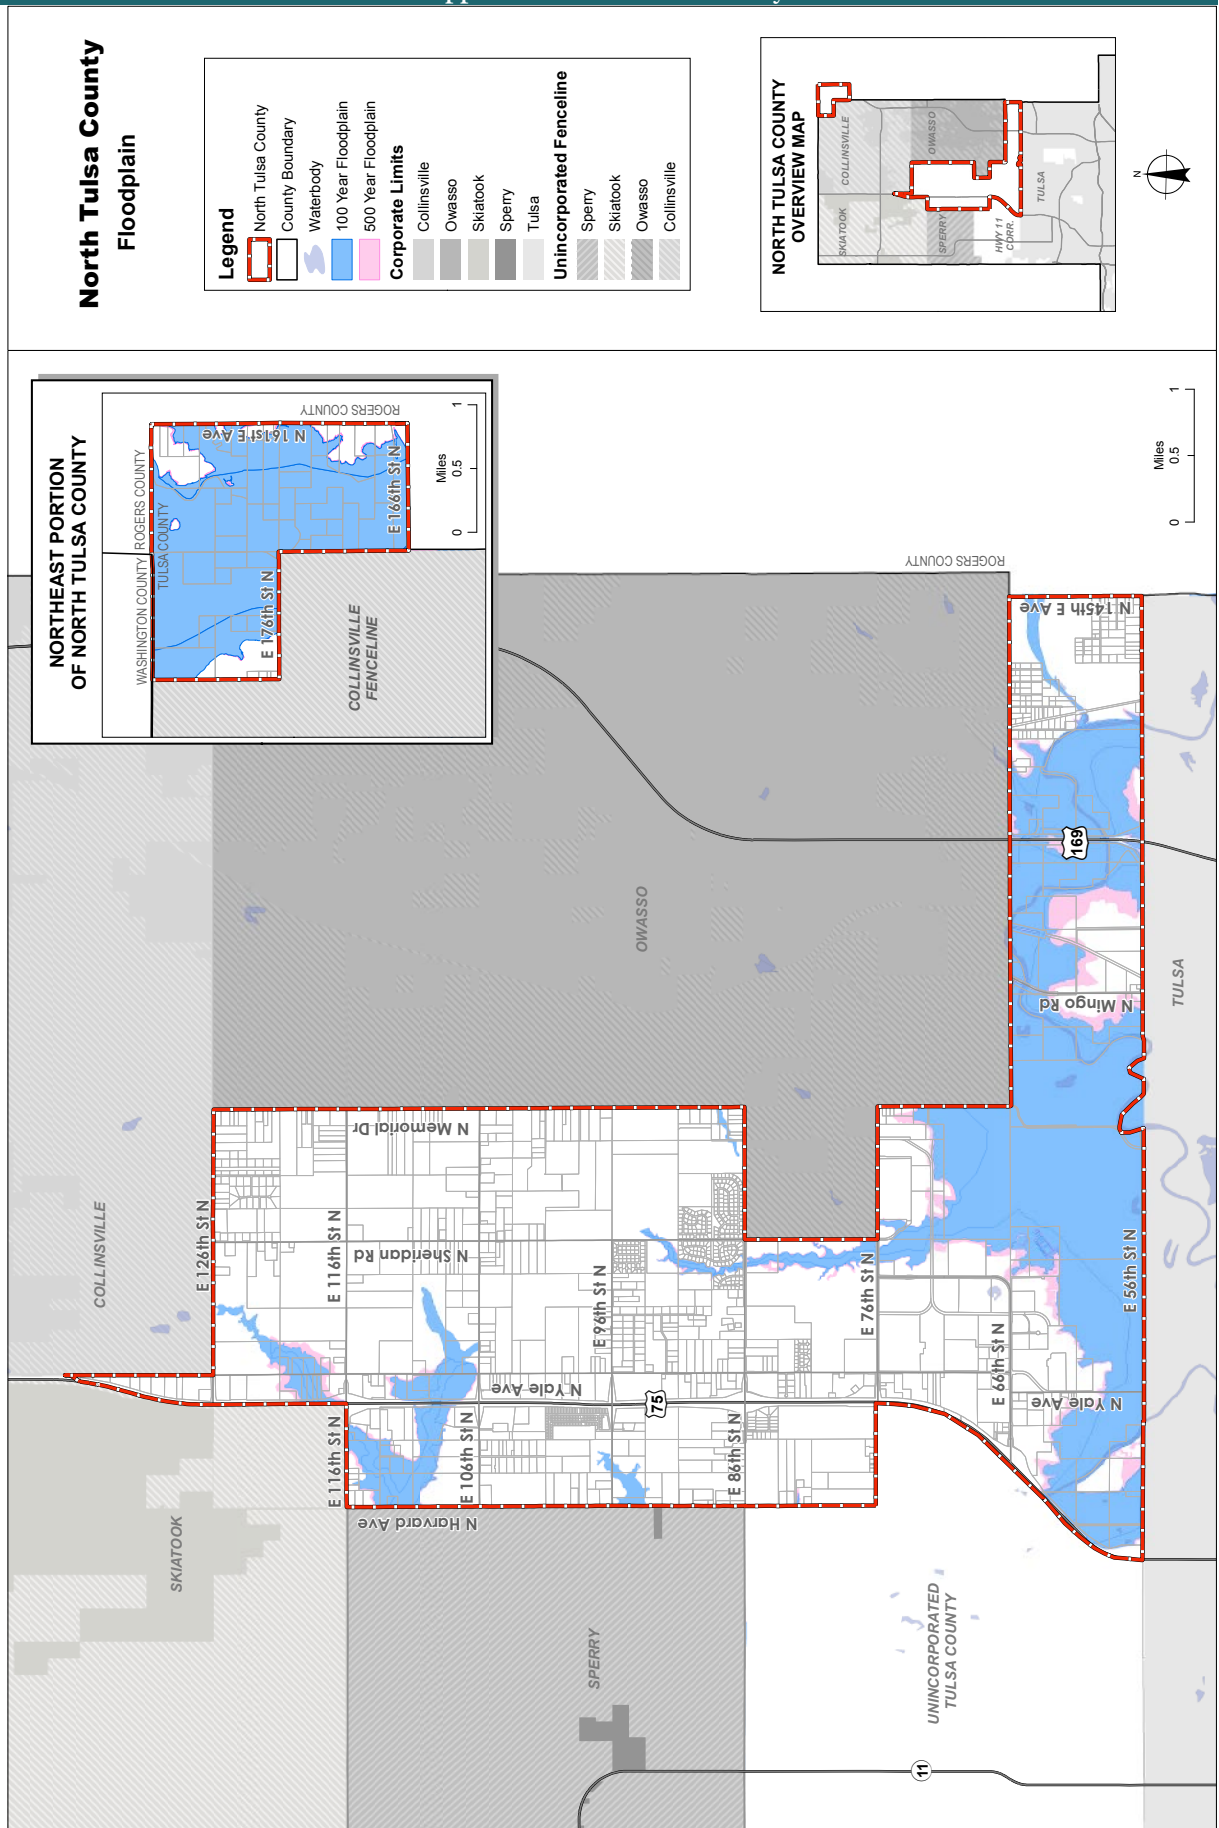 North Tulsa County
Floodplain
Legend
North Tulsa County
County Boundary
Waterbody
100 Year Floodplain
500 Year Floodplain
Corporate Limits
Collinsville
Owasso
Skiatook
Sperry
Tulsa
Unincorporated Fenceline
Sperry
Skiatook
Owasso
Collinsville
NORTH TULSA COUNTY
OVERVIEW MAP
SKIATOOK
COLLINSVILLE
SPERRY
OWASSO
HWY 11
CORR.
TULSA
N
NORTHEAST PORTION
OF NORTH TULSA COUNTY
WASHINGTON COUNTY
ROGERS COUNTY
TULSA COUNTY
ROGERS COUNTY
N 161st E Ave
E 176th St N
E 166th St N
COLLINSVILLE
FENCELINE
Miles
0 0.5 1
Miles
0 0.5 1
ROGERS COUNTY
COLLINSVILLE
SKIATOOK
OWASSO
SPERRY
UNINCORPORATED
TULSA COUNTY
TULSA
E 126th St N
E 116th St N
E 116th St N
E 106th St N
E 96th St N
E 86th St N
E 76th St N
E 66th St N
E 56th St N
N Harvard Ave
N Yale Ave
N Yale Ave
N Sheridan Rd
N Memorial Dr
N Mingo Rd
N 145th E Ave
75
169
11